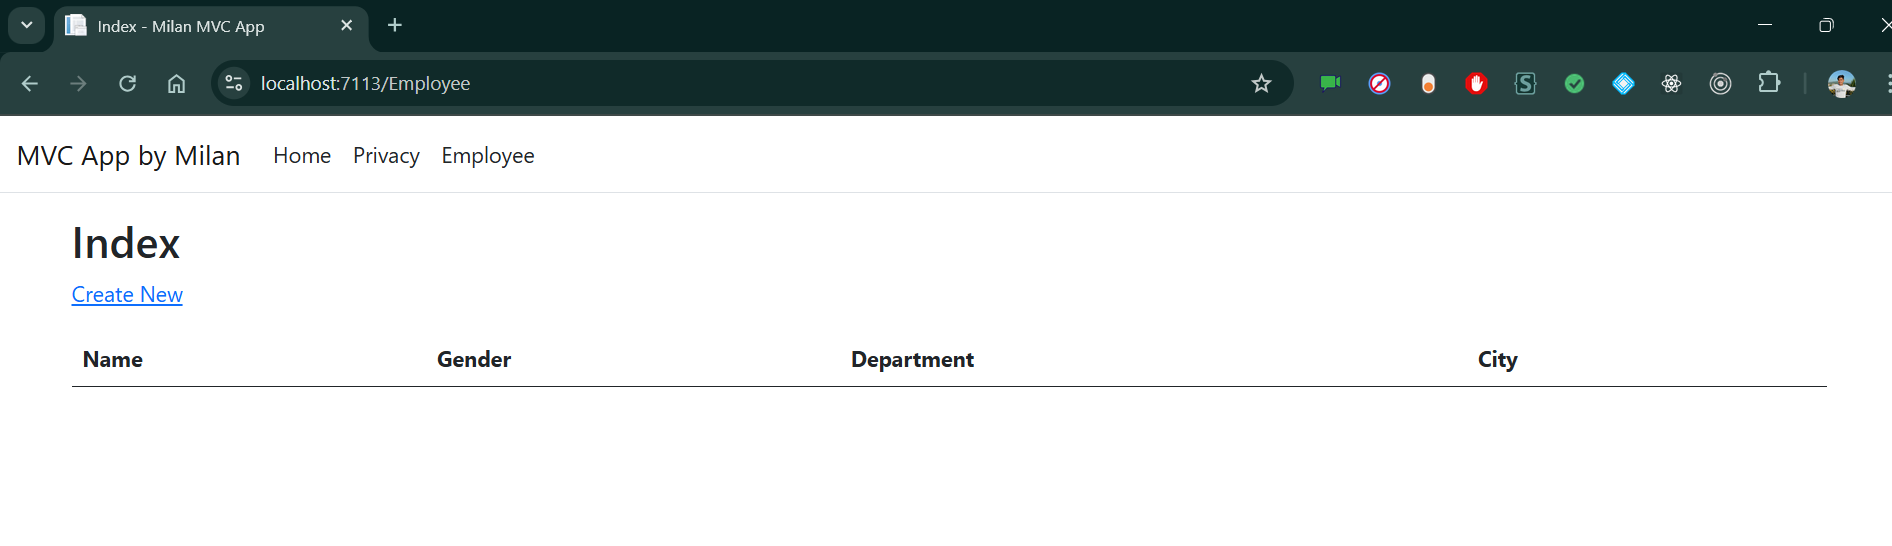 Index - Milan MVC App
localhost:7113/Employee
MVC App by Milan Home Privacy Employee
Index
Create New
Name Gender Department City